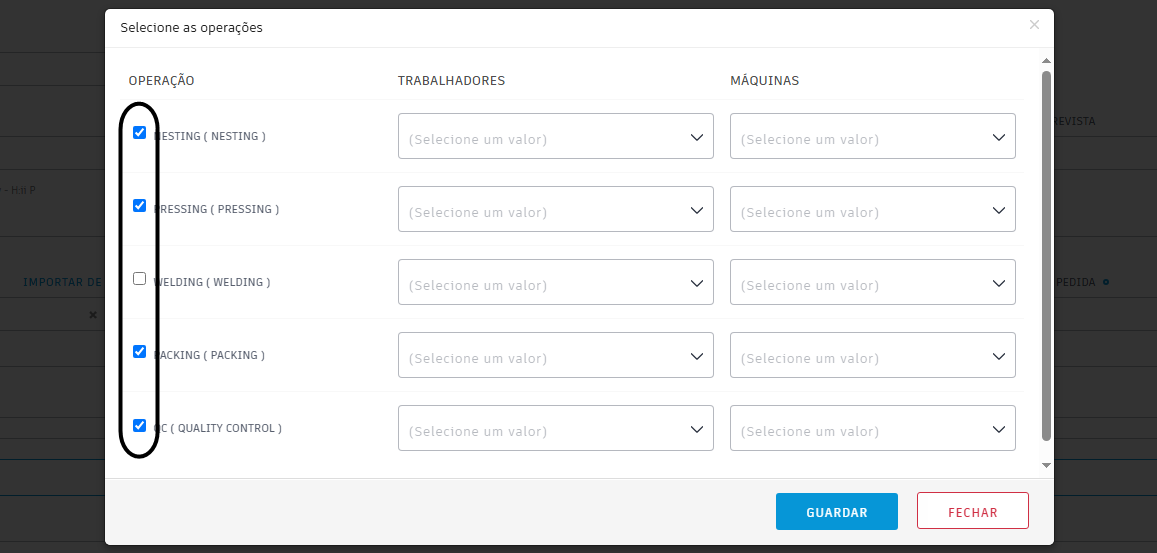 Selecione as operações
OPERAÇÃO TRABALHADORES MÁQUINAS
NESTING ( NESTING ) (Selecione um valor) (Selecione um valor)
PRESSING ( PRESSING ) (Selecione um valor) (Selecione um valor)
WELDING ( WELDING ) (Selecione um valor) (Selecione um valor)
PACKING ( PACKING ) (Selecione um valor) (Selecione um valor)
QC ( QUALITY CONTROL ) (Selecione um valor) (Selecione um valor)
GUARDAR FECHAR
REVISTA
IMPORTAR DE
PEDIDA